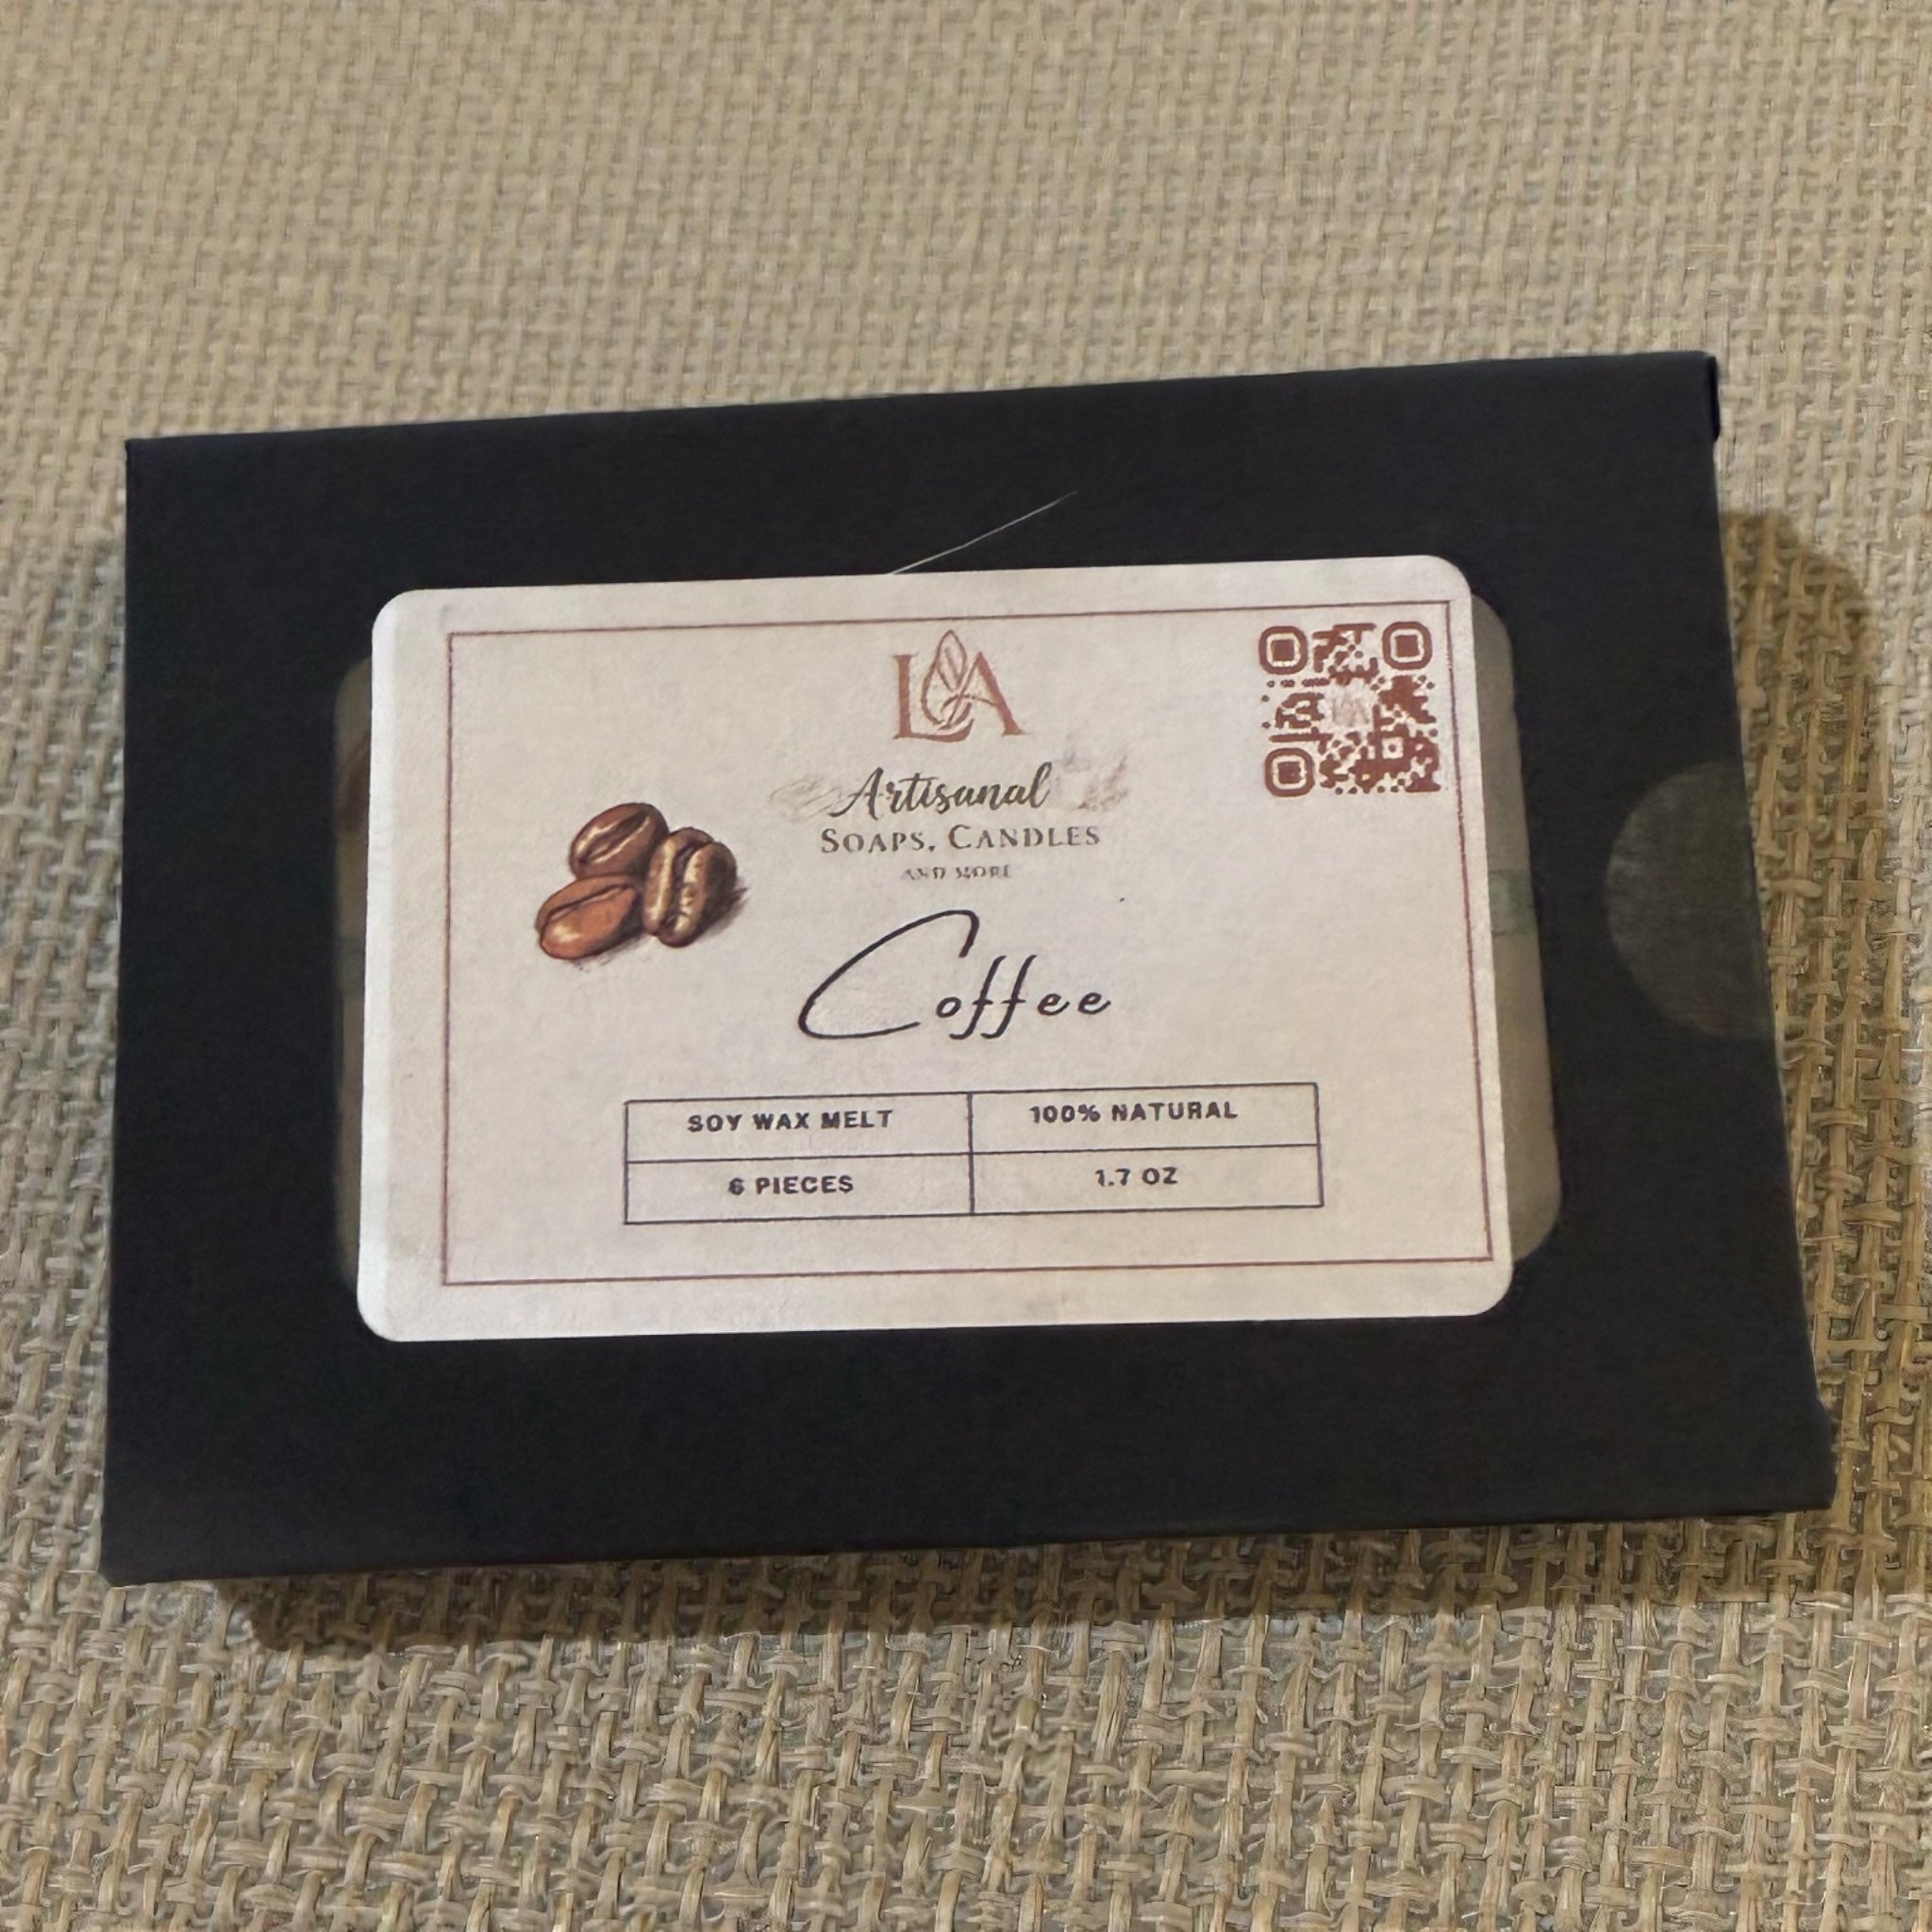 LA
Artisanal
SOAPS, CANDLES
AND MORE
Coffee
SOY WAX MELT
100% NATURAL
6 PIECES
1.7 OZ